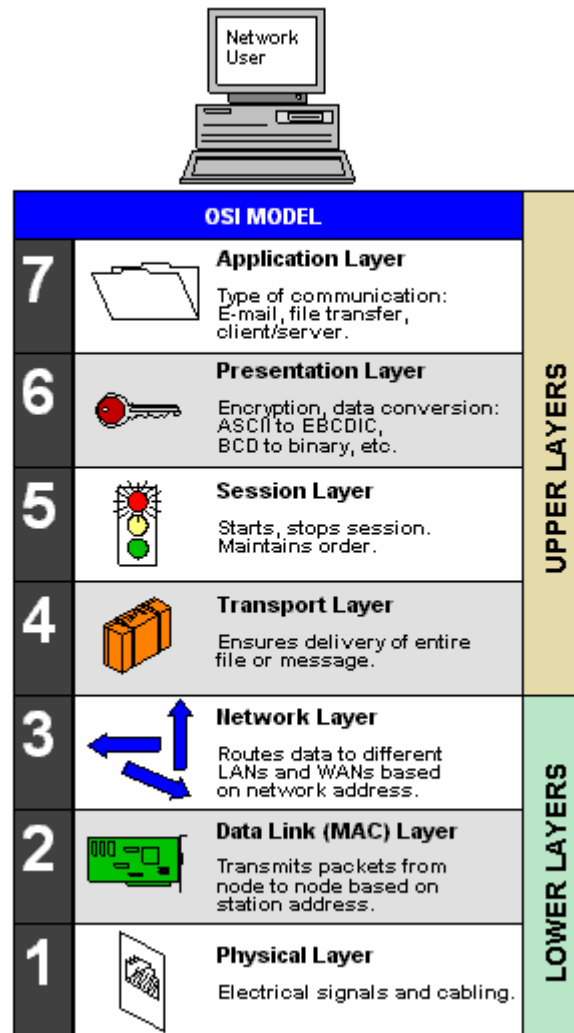 Network
User
OSI MODEL
7
Application Layer
Type of communication:
E-mail, file transfer,
client/server.
6
Presentation Layer
Encryption, data conversion:
ASCII to EBCDIC,
BCD to binary, etc.
5
Session Layer
Starts, stops session.
Maintains order.
4
Transport Layer
Ensures delivery of entire
file or message.
UPPER LAYERS
3
Network Layer
Routes data to different
LANs and WANs based
on network address.
2
Data Link (MAC) Layer
Transmits packets from
node to node based on
station address.
1
Physical Layer
Electrical signals and cabling.
LOWER LAYERS